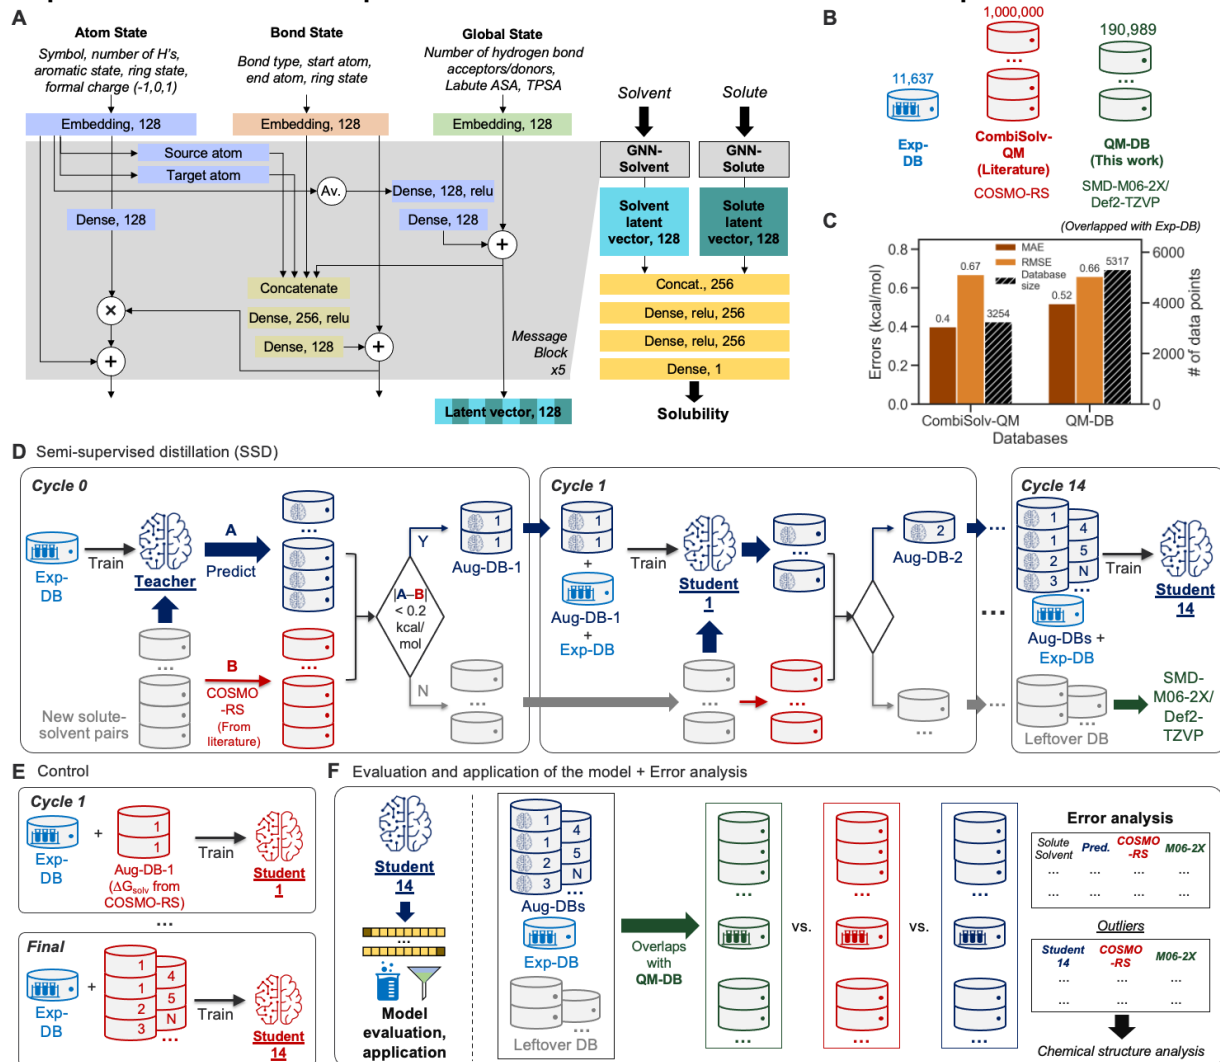 A
Atom State
Symbol, number of H's,
aromatic state, ring state,
formal charge (-1,0,1)
Bond State
Bond type, start atom,
end atom, ring state
Global State
Number of hydrogen bond
acceptors/donors,
Labute ASA, TPSA
Embedding, 128
Embedding, 128
Embedding, 128
Source atom
Target atom
Av.
Dense, 128, relu
Dense, 128
Dense, 128
+
Concatenate
×
Dense, 256, relu
Dense, 128
+
+
Message
Block
x5
Latent vector, 128
Solvent
Solute
GNN-
Solvent
GNN-
Solute
Solvent
latent
vector, 128
Solute
latent
vector, 128
Concat., 256
Dense, relu, 256
Dense, relu, 256
Dense, 1
Solubility
B
11,637
Exp-
DB
1,000,000
...
CombiSolv-
QM
(Literature)
COSMO-RS
190,989
...
QM-DB
(This work)
SMD-M06-2X/
Def2-TZVP
C
(Overlapped with Exp-DB)
MAE
RMSE
Database
size
Errors (kcal/mol)
0.8
0.6
0.4
0.2
0.0
0.4
0.67
3254
0.52
0.66
5317
6000
4000
2000
0
# of data points
CombiSolv-QM
QM-DB
Databases
D Semi-supervised distillation (SSD)
Cycle 0
Exp-
DB
Train
Teacher
A
Predict
...
...
New solute-
solvent pairs
B
COSMO
-RS
(From
literature)
...
|A–B|
< 0.2
kcal/
mol
Y
N
1
1
Aug-DB-1
...
Cycle 1
1
1
+
Aug-DB-1
+
Exp-DB
Train
Student
1
...
...
...
2
Aug-DB-2
...
...
...
...
Cycle 14
1
1
2
3
4
5
N
...
Aug-DBs +
Exp-DB
Train
Student
14
...
Leftover DB
SMD-
M06-2X/
Def2-
TZVP
E Control
Cycle 1
Exp-
DB
+
1
1
Aug-DB-1
(ΔGsolv from
COSMO-RS)
Train
Student
1
...
Final
Exp-
DB
+
1
1
2
3
4
5
N
...
Train
Student
14
F Evaluation and application of the model + Error analysis
Student
14
...
Model
evaluation,
application
1
1
2
3
4
5
N
...
Aug-DBs
Exp-DB
...
Leftover DB
Overlaps
with
QM-DB
...
...
vs.
...
...
vs.
...
...
Error analysis
Solute
Solvent
Pred.
COSMO
-RS
M06-2X
... ... ... ...
... ... ... ...
Outliers
Student
14
COSMO
-RS
M06-2X
... ... ...
... ... ...
Chemical structure analysis